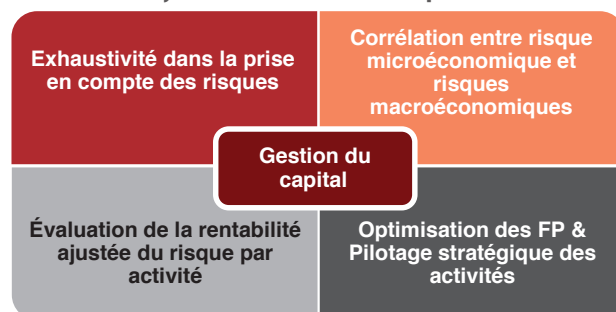 Exhaustivité dans la prise
en compte des risques
Corrélation entre risque
microéconomique et
risques
macroéconomiques
Gestion du
capital
Évaluation de la rentabilité
ajustée du risque par
activité
Optimisation des FP &
Pilotage stratégique des
activités